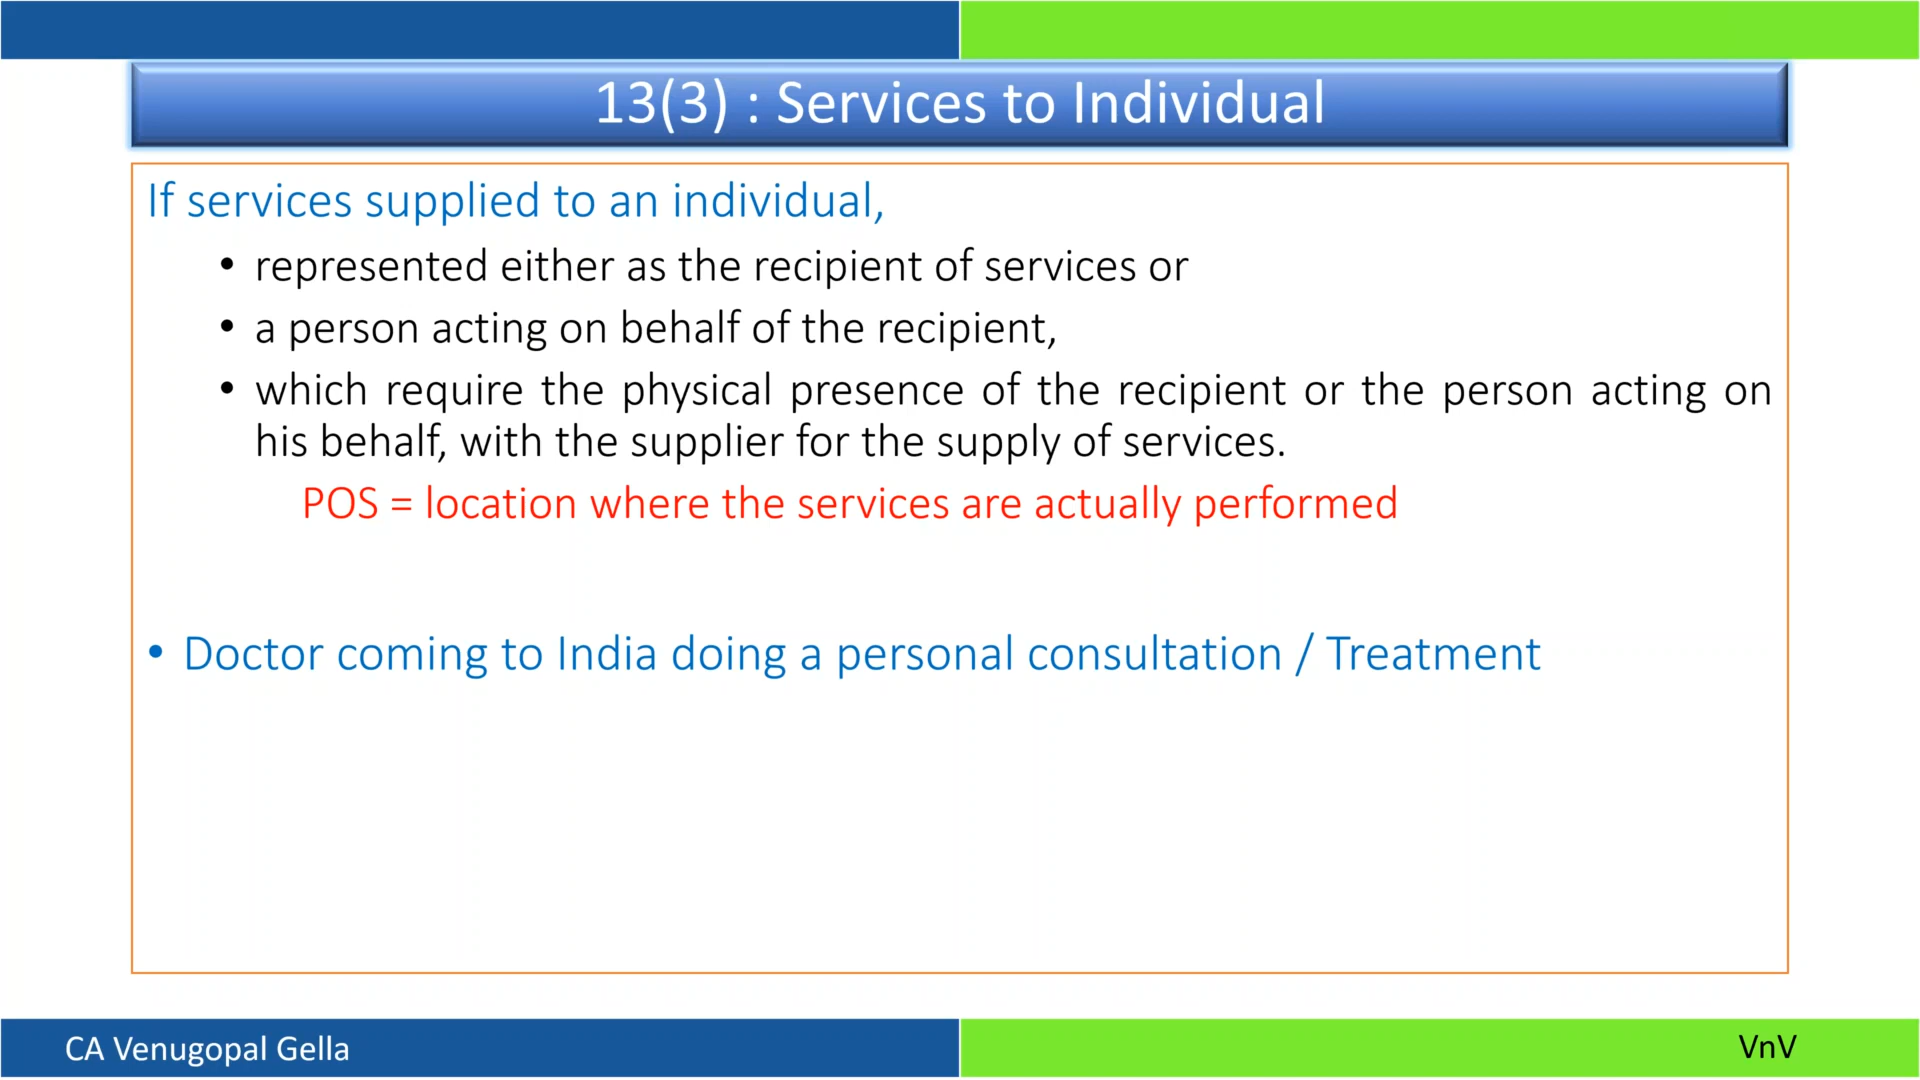 13(3) : Services to Individual
If services supplied to an individual,
• represented either as the recipient of services or
• a person acting on behalf of the recipient,
• which require the physical presence of the recipient or the person acting on
his behalf, with the supplier for the supply of services.
POS = location where the services are actually performed
• Doctor coming to India doing a personal consultation / Treatment
CA Venugopal Gella
VnV